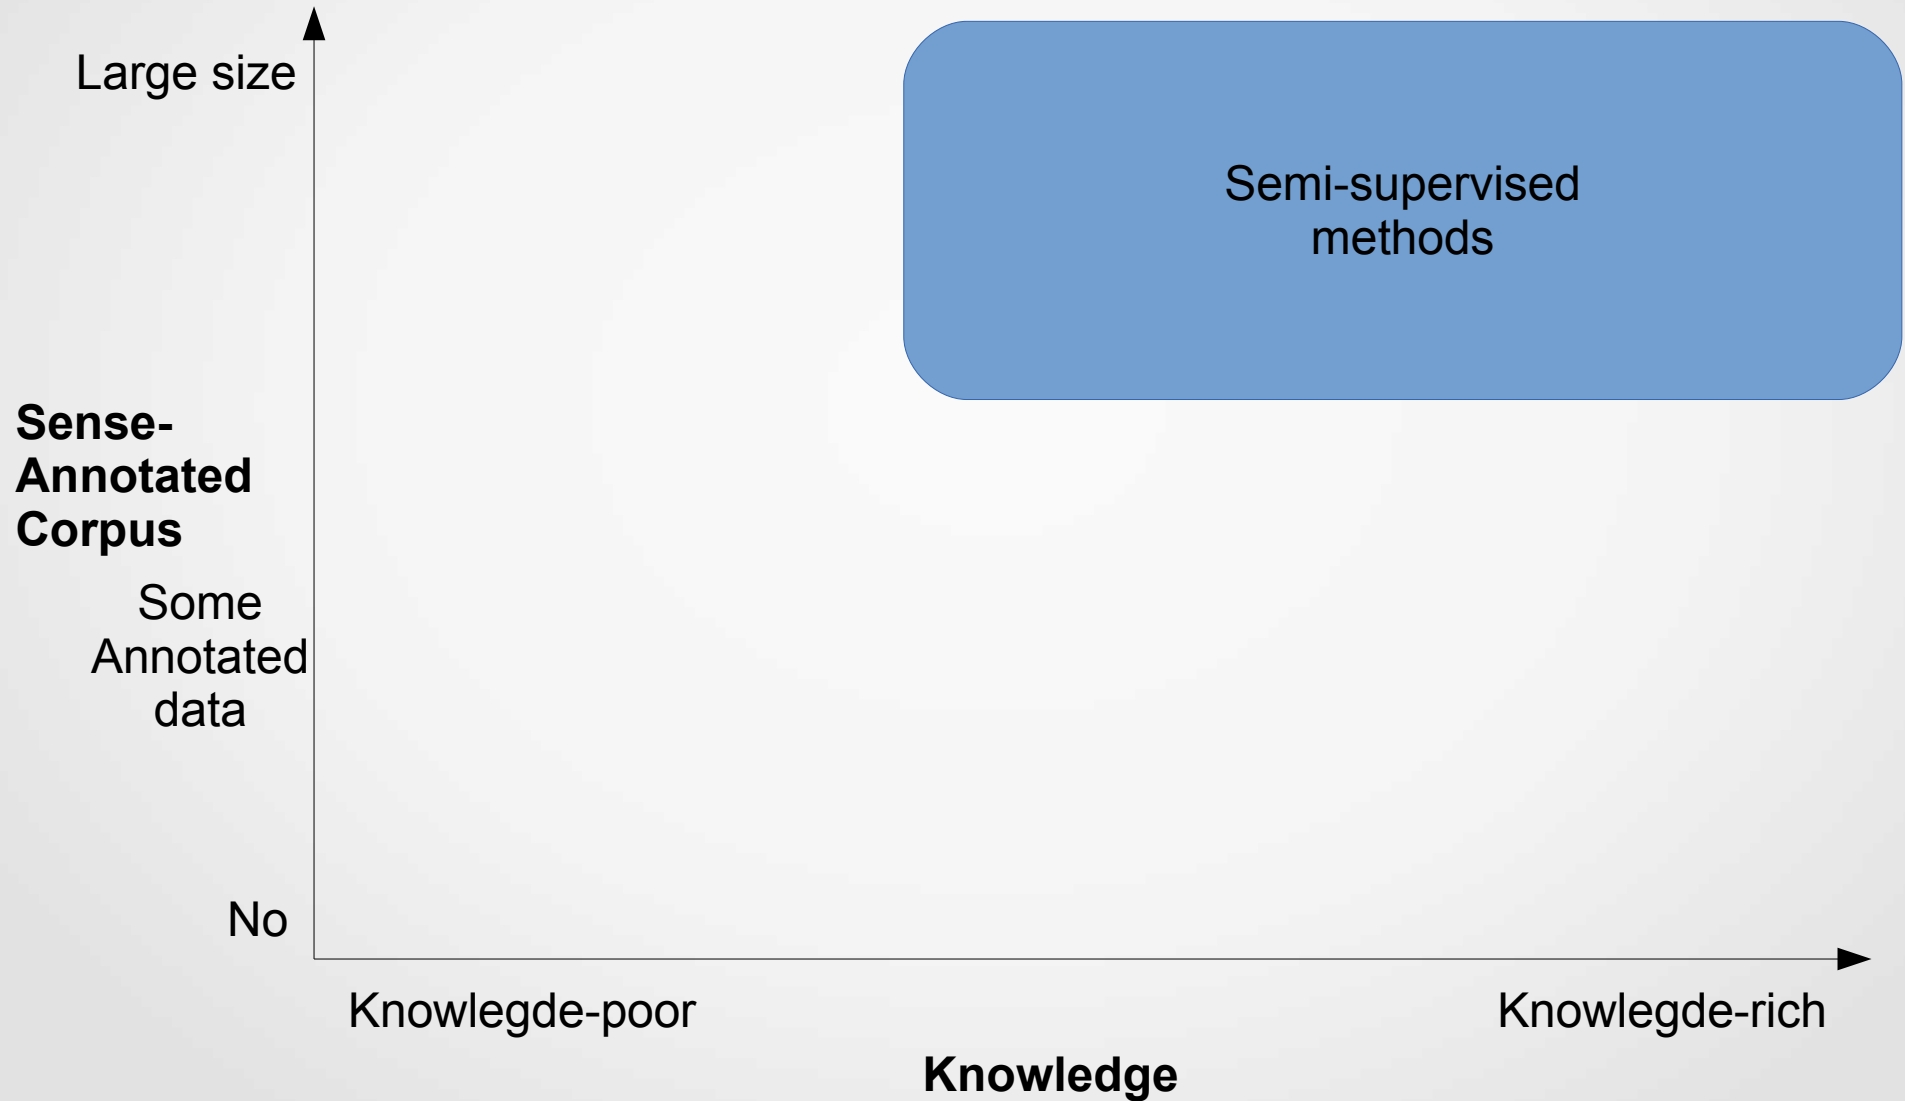 Large size
Semi-supervised
methods
Sense-
Annotated
Corpus
Some
Annotated
data
No
Knowlegde-poor
Knowlegde-rich
Knowledge